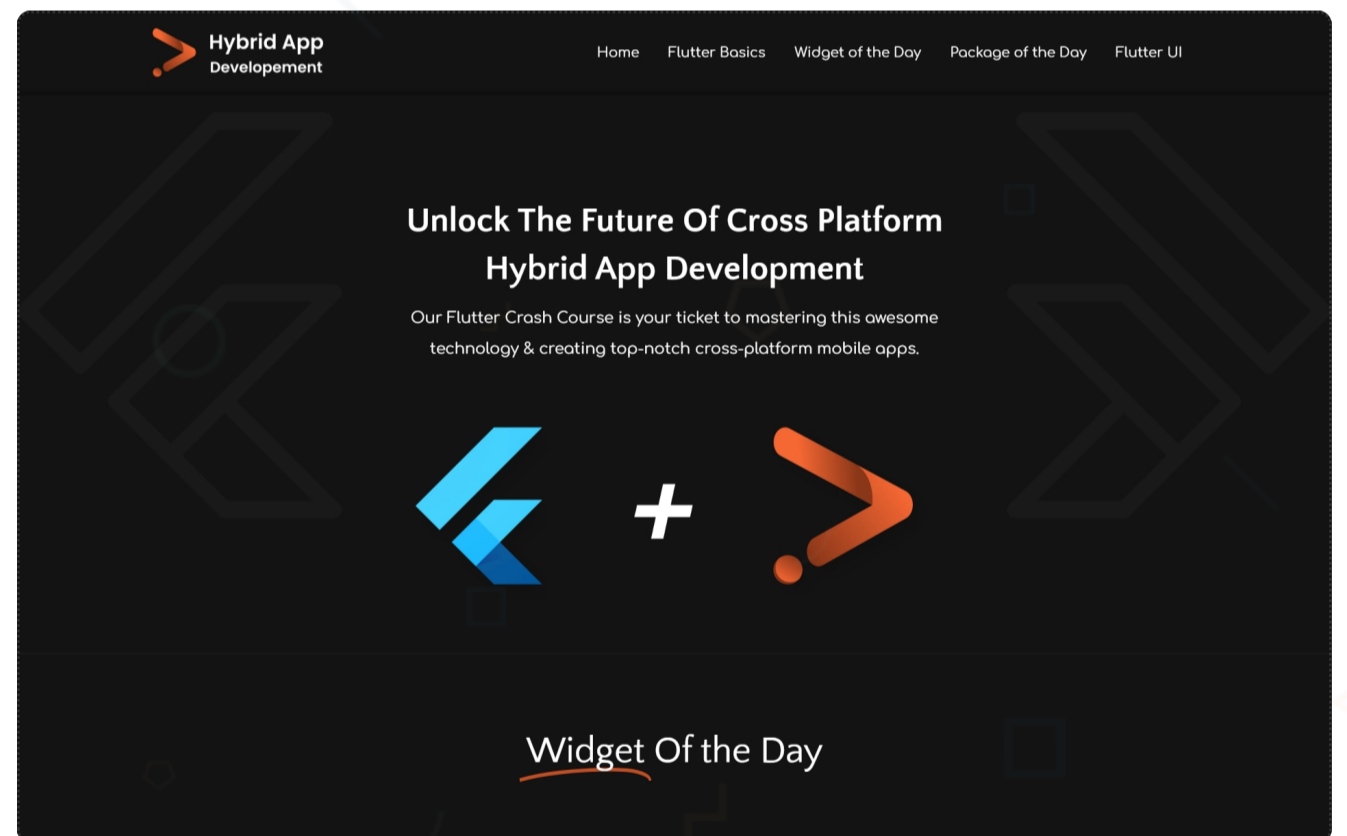 Hybrid App
Developement
Home Flutter Basics Widget of the Day Package of the Day Flutter UI
Unlock The Future Of Cross Platform
Hybrid App Development
Our Flutter Crash Course is your ticket to mastering this awesome
technology & creating top-notch cross-platform mobile apps.
+
Widget Of the Day